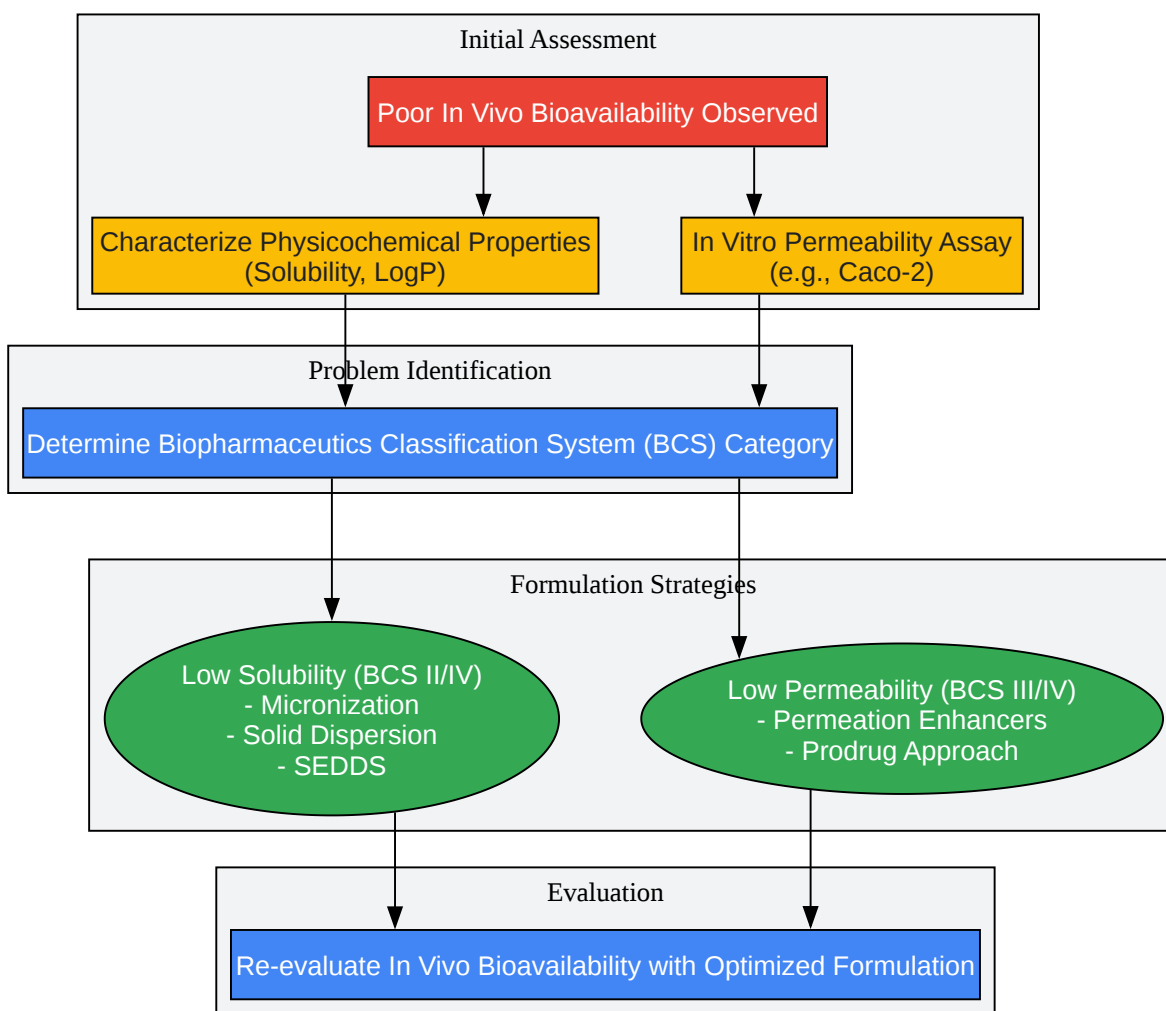 Initial Assessment
Poor In Vivo Bioavailability Observed
Characterize Physicochemical Properties
(Solubility, LogP)
In Vitro Permeability Assay
(e.g., Caco-2)
Problem Identification
Determine Biopharmaceutics Classification System (BCS) Category
Formulation Strategies
Low Solubility (BCS II/IV)
- Micronization
- Solid Dispersion
- SEDDS
Low Permeability (BCS III/IV)
- Permeation Enhancers
- Prodrug Approach
Evaluation
Re-evaluate In Vivo Bioavailability with Optimized Formulation